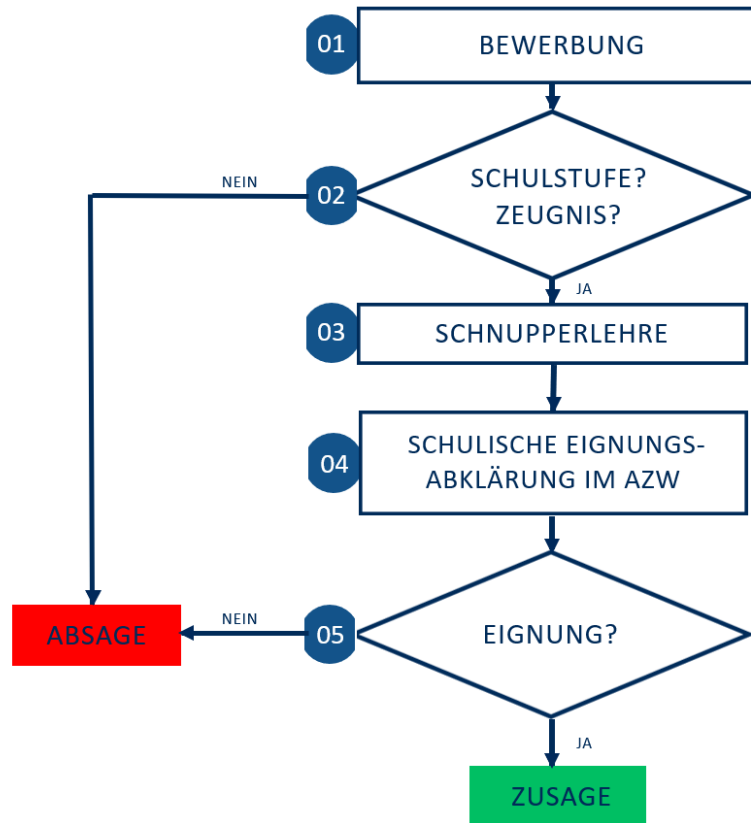 01
BEWERBUNG
NEIN
02
SCHULSTUFE?
ZEUGNIS?
JA
03
SCHNUPPERLEHRE
04
SCHULISCHE EIGNUNGS-
ABKLÄRUNG IM AZW
ABSAGE
NEIN
05
EIGNUNG?
JA
ZUSAGE